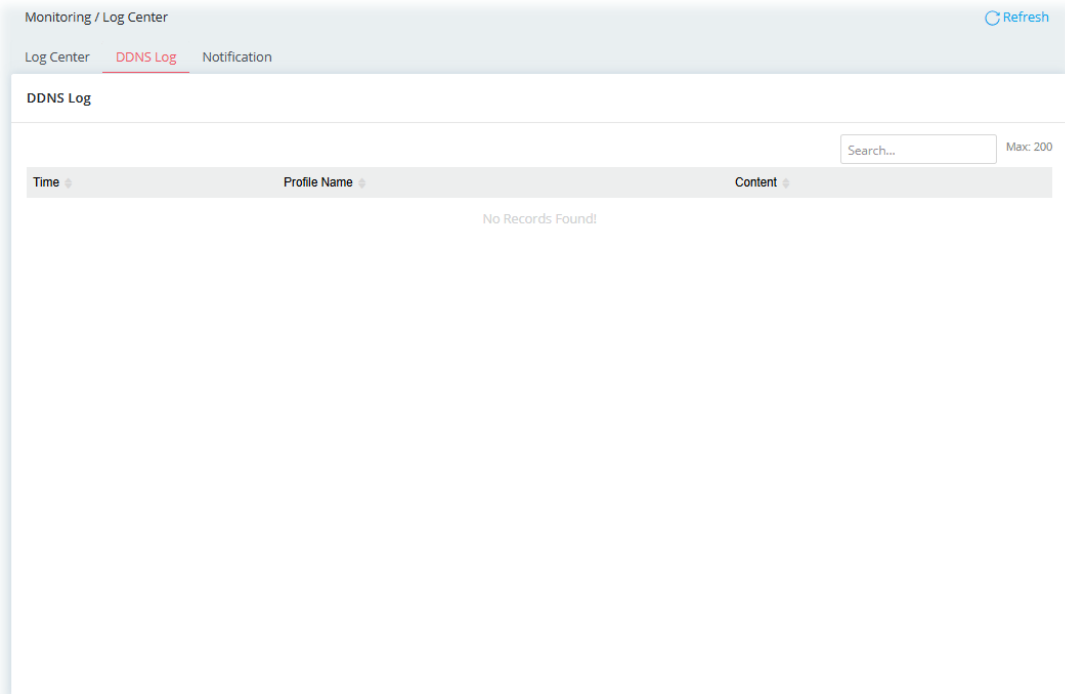 Monitoring / Log Center
Refresh
Log Center DDNS Log Notification
DDNS Log
Search...
Max: 200
Time Profile Name Content
No Records Found!